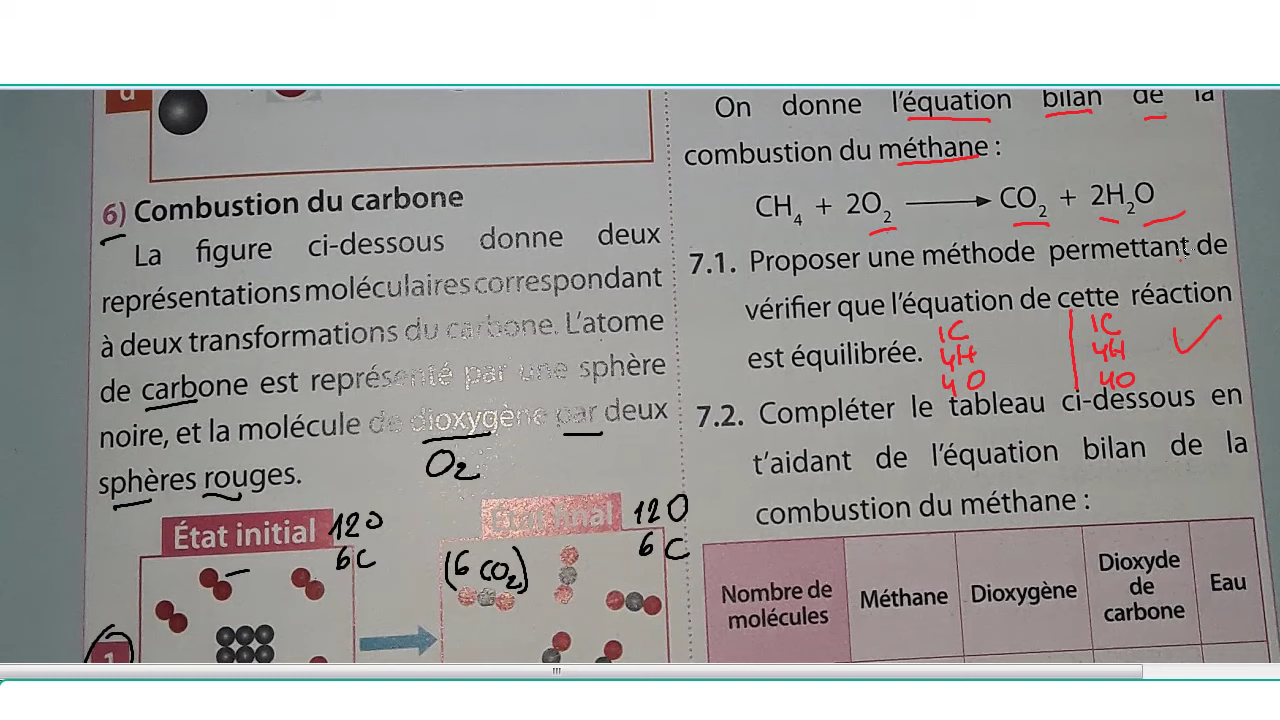 6) Combustion du carbone
La figure ci-dessous donne deux
représentations moléculaires correspondant
à deux transformations du carbone. L'atome
de carbone est représenté par une sphère
noire, et la molécule de dioxygène par deux
sphères rouges.
O2
État initial
12O
6C
État final
12O
6C
(6 CO2)
1
On donne l'équation bilan de la
combustion du méthane :
CH4 + 2O2 → CO2 + 2H2O
7.1. Proposer une méthode permettant de
vérifier que l'équation de cette réaction
est équilibrée.
1C
4H
4O
1C
4H
4O
7.2. Compléter le tableau ci-dessous en
t'aidant de l'équation bilan de la
combustion du méthane :
Nombre de
molécules
Méthane
Dioxygène
Dioxyde
de
carbone
Eau